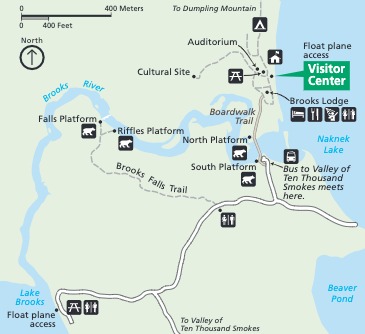 0 400 Meters
0 400 Feet
To Dumpling Mountain
North
Auditorium
Float plane
access
Visitor
Center
Cultural Site
Brooks River
Brooks Lodge
Boardwalk
Trail
Falls Platform
Riffles Platform
North Platform
Naknek
Lake
South Platform
Brooks Falls Trail
Bus to Valley of
Ten Thousand
Smokes meets
here.
Lake
Brooks
Float plane
access
Beaver
Pond
To Valley of
Ten Thousand Smokes